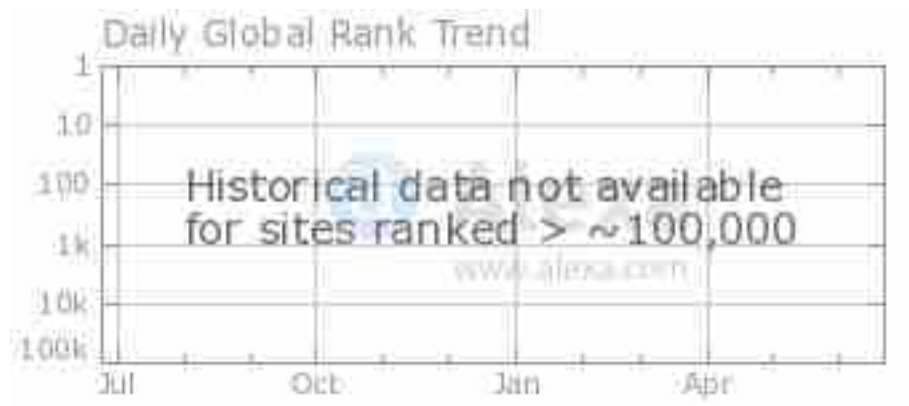 Daily Global Rank Trend
1
10
100
1k
10k
100k
Historical data not available
for sites ranked > ~100,000
alexa
www.alexa.com
Jul Oct Jan Apr